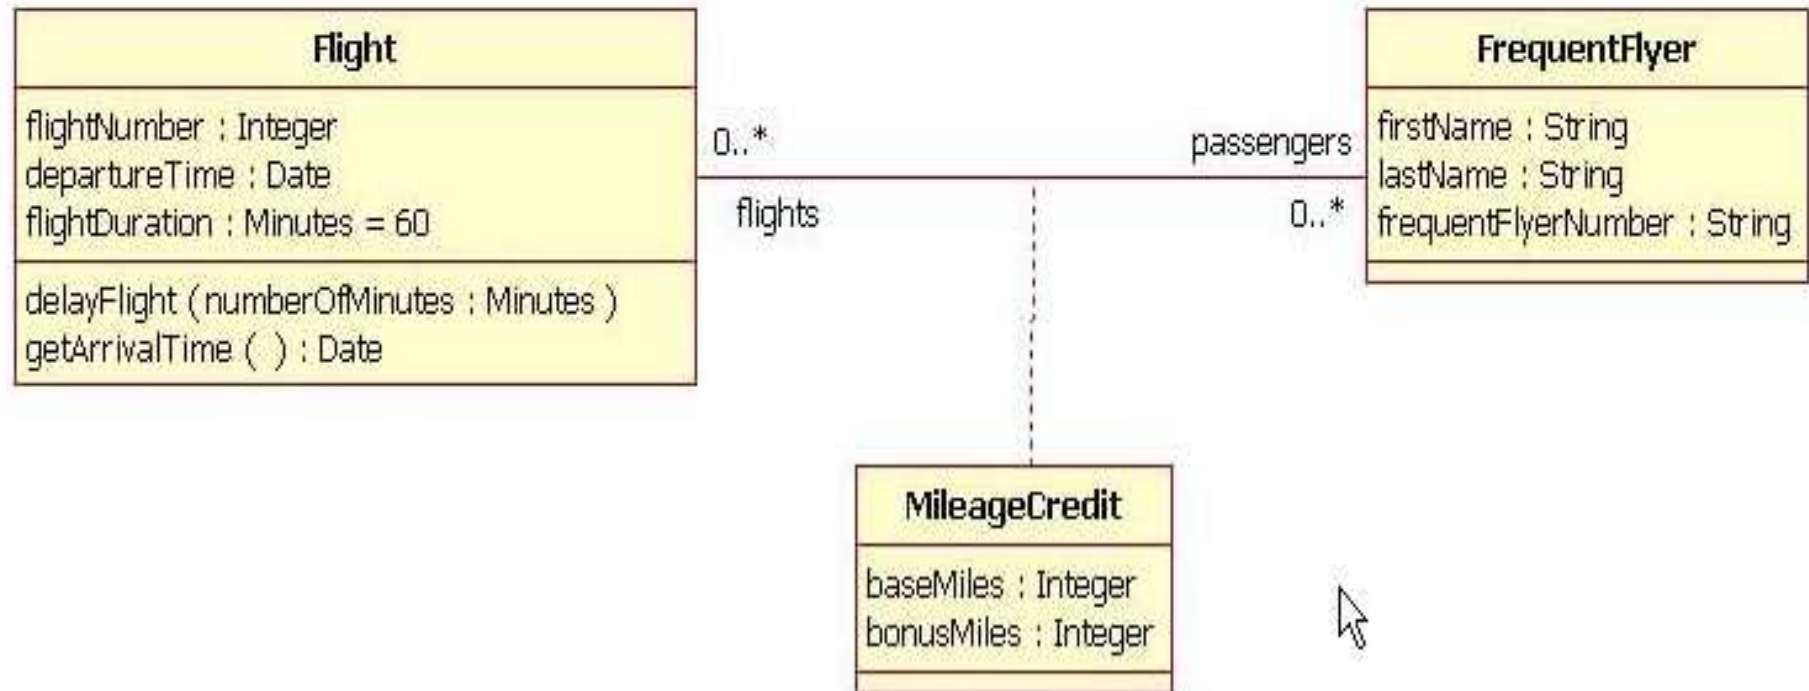 Flight
flightNumber : Integer
departureTime : Date
flightDuration : Minutes = 60
delayFlight ( numberOfMinutes : Minutes )
getArrivalTime ( ) : Date
0..*
flights
passengers
0..*
FrequentFlyer
firstName : String
lastName : String
frequentFlyerNumber : String
MileageCredit
baseMiles : Integer
bonusMiles : Integer